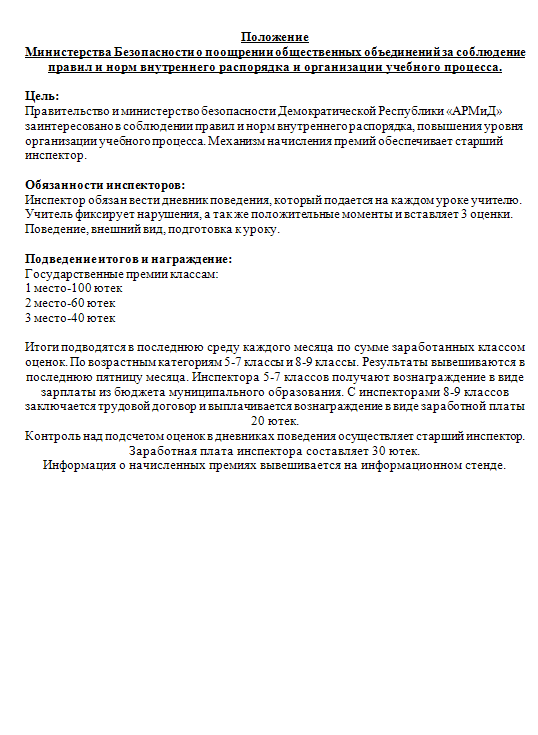 Положение
Министерства Безопасности о поощрении общественных объединений за соблюдение
правил и норм внутреннего распорядка и организации учебного процесса.
Цель:
Правительство и министерство безопасности Демократической Республики «АРМиД»
заинтересовано в соблюдении правил и норм внутреннего распорядка, повышения уровня
организации учебного процесса. Механизм начисления премий обеспечивает старший
инспектор.
Обязанности инспекторов:
Инспектор обязан вести дневник поведения, который подается на каждом уроке учителю.
Учитель фиксирует нарушения, а так же положительные моменты и вставляет 3 оценки.
Поведение, внешний вид, подготовка к уроку.
Подведение итогов и награждение:
Государственные премии классам:
1 место-100 ютек
2 место-60 ютек
3 место-40 ютек
Итоги подводятся в последнюю среду каждого месяца по сумме заработанных классом
оценок. По возрастным категориям 5-7 классы и 8-9 классы. Результаты вывешиваются в
последнюю пятницу месяца. Инспектора 5-7 классов получают вознаграждение в виде
зарплаты из бюджета муниципального образования. С инспекторами 8-9 классов
заключается трудовой договор и выплачивается вознаграждение в виде заработной платы
20 ютек.
Контроль над подсчетом оценок в дневниках поведения осуществляет старший инспектор.
Заработная плата инспектора составляет 30 ютек.
Информация о начисленных премиях вывешивается на информационном стенде.